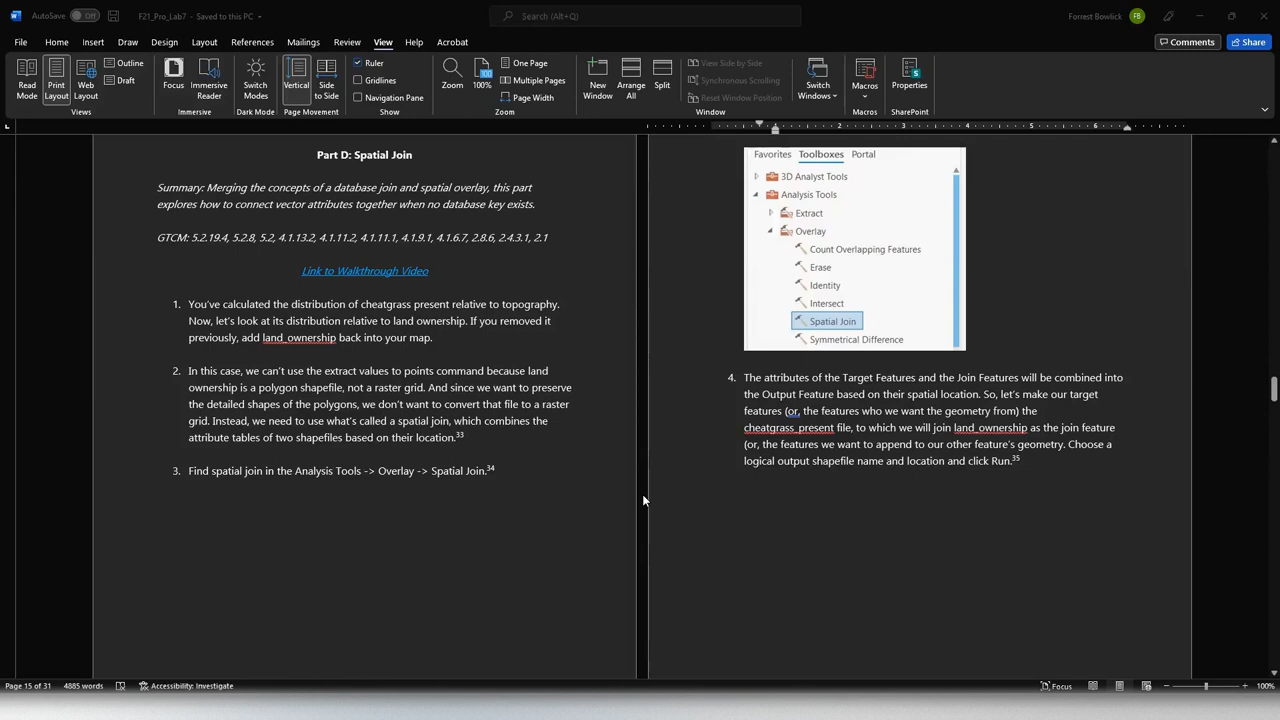 AutoSave Off F21_Pro_Lab7 - Saved to this PC Search (Alt+Q) Forrest Bowlick FB
File Home Insert Draw Design Layout References Mailings Review View Help Acrobat Comments Share
Read Mode Print Layout Web Layout Outline Draft Views
Focus Immersive Reader Immersive
Switch Modes Dark Mode
Vertical Side to Side Page Movement
Ruler Gridlines Navigation Pane Show
Zoom 100 100% One Page Multiple Pages Page Width Zoom
New Window Arrange All Split View Side by Side Synchronous Scrolling Reset Window Position Switch Windows Window
Macros Macros
S Properties SharePoint
L 1 2 3 4 5 6
Part D: Spatial Join
Summary: Merging the concepts of a database join and spatial overlay, this part
explores how to connect vector attributes together when no database key exists.
GTCM: 5.2.19.4, 5.2.8, 5.2, 4.1.13.2, 4.1.11.2, 4.1.11.1, 4.1.9.1, 4.1.6.7, 2.8.6, 2.4.3.1, 2.1
Link to Walkthrough Video
1. You've calculated the distribution of cheatgrass present relative to topography.
Now, let's look at its distribution relative to land ownership. If you removed it
previously, add land_ownership back into your map.
2. In this case, we can't use the extract values to points command because land
ownership is a polygon shapefile, not a raster grid. And since we want to preserve
the detailed shapes of the polygons, we don't want to convert that file to a raster
grid. Instead, we need to use what's called a spatial join, which combines the
attribute tables of two shapefiles based on their location.33
3. Find spatial join in the Analysis Tools -> Overlay -> Spatial Join.34
Favorites Toolboxes Portal
3D Analyst Tools
Analysis Tools
Extract
Overlay
Count Overlapping Features
Erase
Identity
Intersect
Spatial Join
Symmetrical Difference
4. The attributes of the Target Features and the Join Features will be combined into
the Output Feature based on their spatial location. So, let's make our target
features (or, the features who we want the geometry from) the
cheatgrass_present file, to which we will join land_ownership as the join feature
(or, the features we want to append to our other feature's geometry. Choose a
logical output shapefile name and location and click Run.35
Page 15 of 31 4885 words Accessibility: Investigate Focus 100%